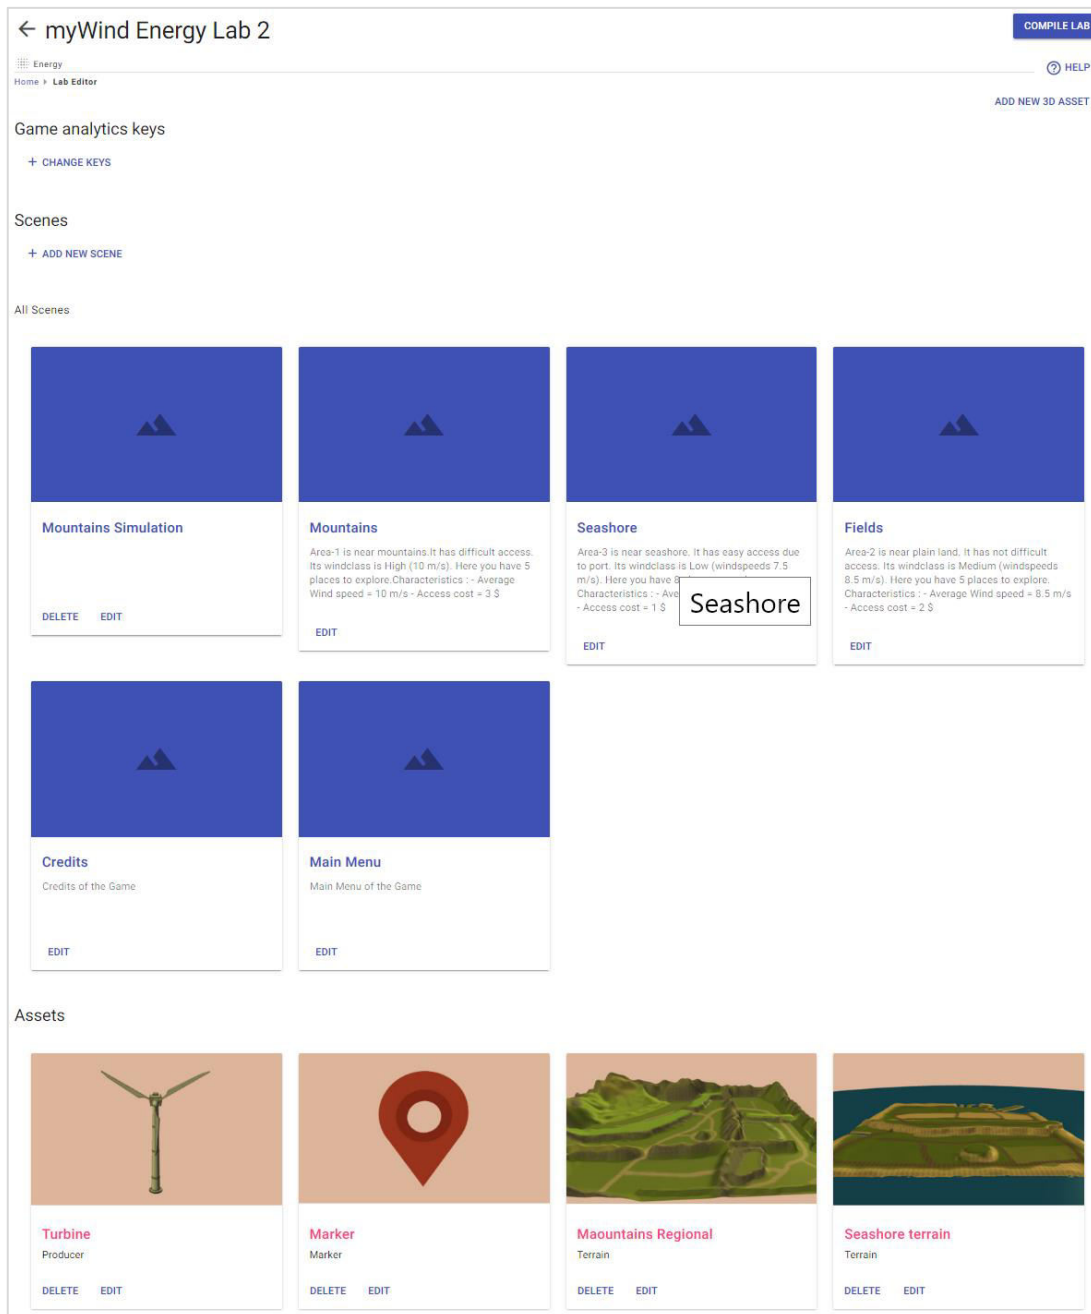 myWind Energy Lab 2
COMPILE LAB
Energy
HELP
Home › Lab Editor
ADD NEW 3D ASSET
Game analytics keys
+ CHANGE KEYS
Scenes
+ ADD NEW SCENE
All Scenes
Mountains Simulation
DELETE EDIT
Mountains
Area-1 is near mountains.It has difficult access.
Its windclass is High (10 m/s). Here you have 5
places to explore.Characteristics : - Average
Wind speed = 10 m/s - Access cost = 3 $
EDIT
Seashore
Area-3 is near seashore. It has easy access due
to port. Its windclass is Low (windspeeds 7.5
m/s). Here you have 8
Characteristics : - Ave
- Access cost = 1 $
Seashore
EDIT
Fields
Area-2 is near plain land. It has not difficult
access. Its windclass is Medium (windspeeds
8.5 m/s). Here you have 5 places to explore.
Characteristics : - Average Wind speed = 8.5 m/s
- Access cost = 2 $
EDIT
Credits
Credits of the Game
EDIT
Main Menu
Main Menu of the Game
EDIT
Assets
Turbine
Producer
DELETE EDIT
Marker
Marker
DELETE EDIT
Maountains Regional
Terrain
DELETE EDIT
Seashore terrain
Terrain
DELETE EDIT